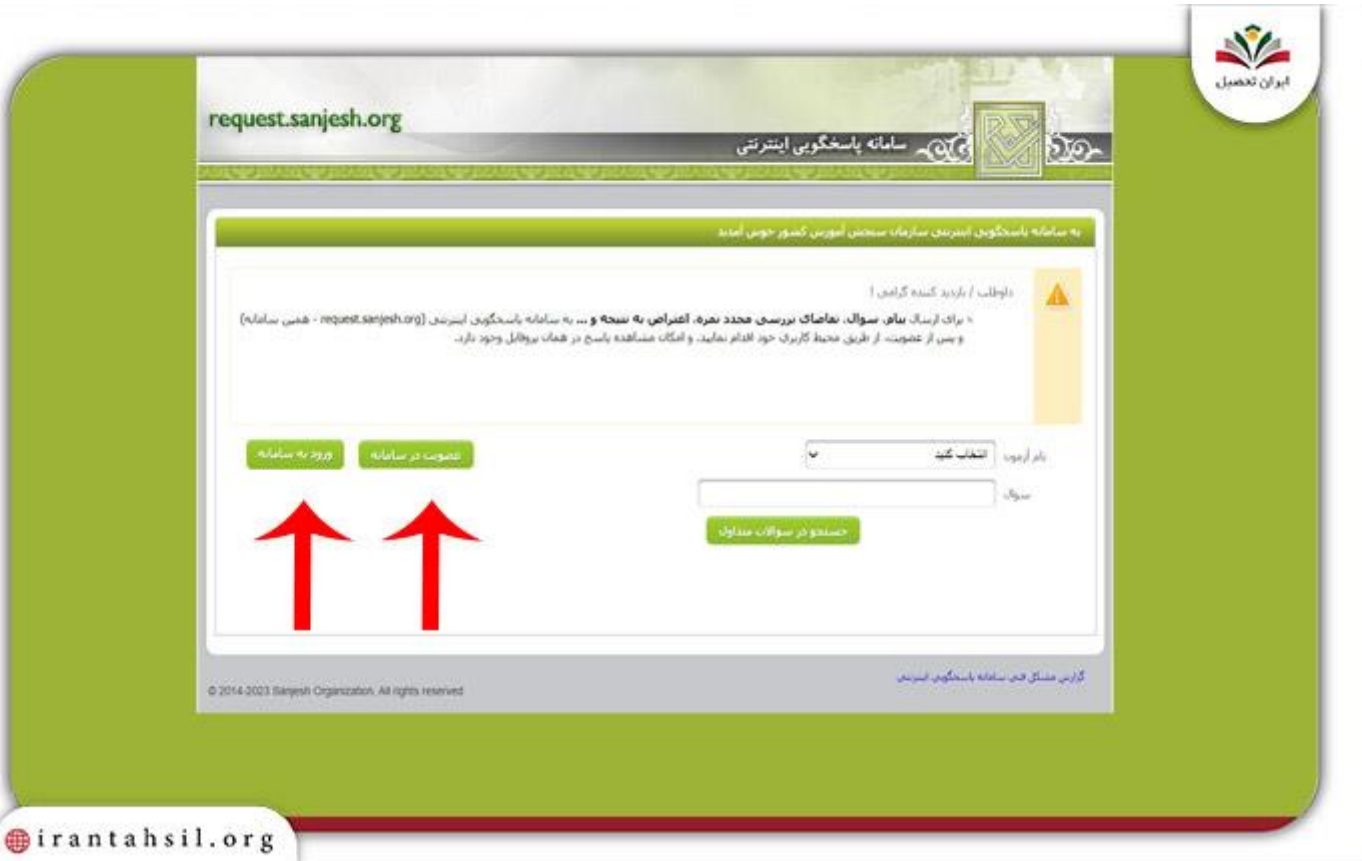 ایران تحصیل
request.sanjesh.org
سامانه پاسخگویی اینترنتی
به سامانه پاسخگویی اینترنتی سازمان سنجش آموزش کشور خوش آمدید
داوطلب / بازدید کننده گرامی !
برای ارسال پیام، سوال، تقاضای بررسی مجدد نمره، اعتراض به نتیجه و ... به سامانه پاسخگویی اینترنتی (request.sanjesh.org - همین سامانه)
و پس از عضویت، از طریق محیط کاربری خود اقدام نمایید. و امکان مشاهده پاسخ در همان پروفایل وجود دارد.
نام آزمون انتخاب کنید
عضویت در سامانه ورود به سامانه
سوال
جستجو در سوالات متداول
گزارش مشکل فنی سامانه پاسخگویی اینترنتی
© 2014-2023 Sanjesh Organization. All rights reserved
irantahsil.org